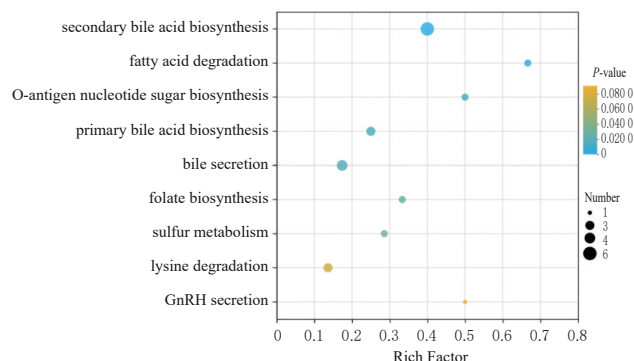 secondary bile acid biosynthesis
fatty acid degradation
O-antigen nucleotide sugar biosynthesis
primary bile acid biosynthesis
bile secretion
folate biosynthesis
sulfur metabolism
lysine degradation
GnRH secretion
0 0.1 0.2 0.3 0.4 0.5 0.6 0.7 0.8
Rich Factor
P-value
0.080 0
0.060 0
0.040 0
0.020 0
0
Number
1
3
4
6